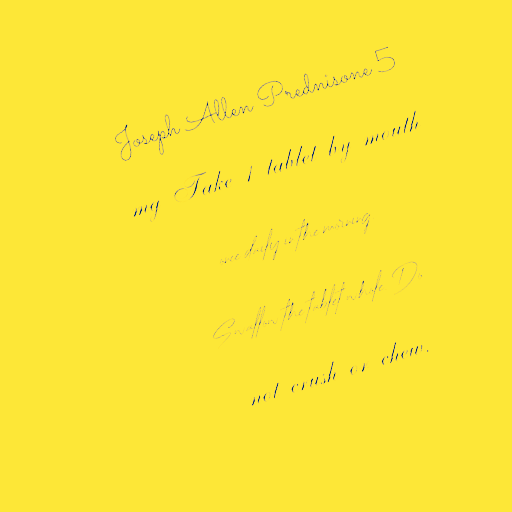 Joseph Allen Prednisone 5
mg Take 1 tablet by mouth
once daily in the morning
Swallow the tablet whole Do
not crush or chew.